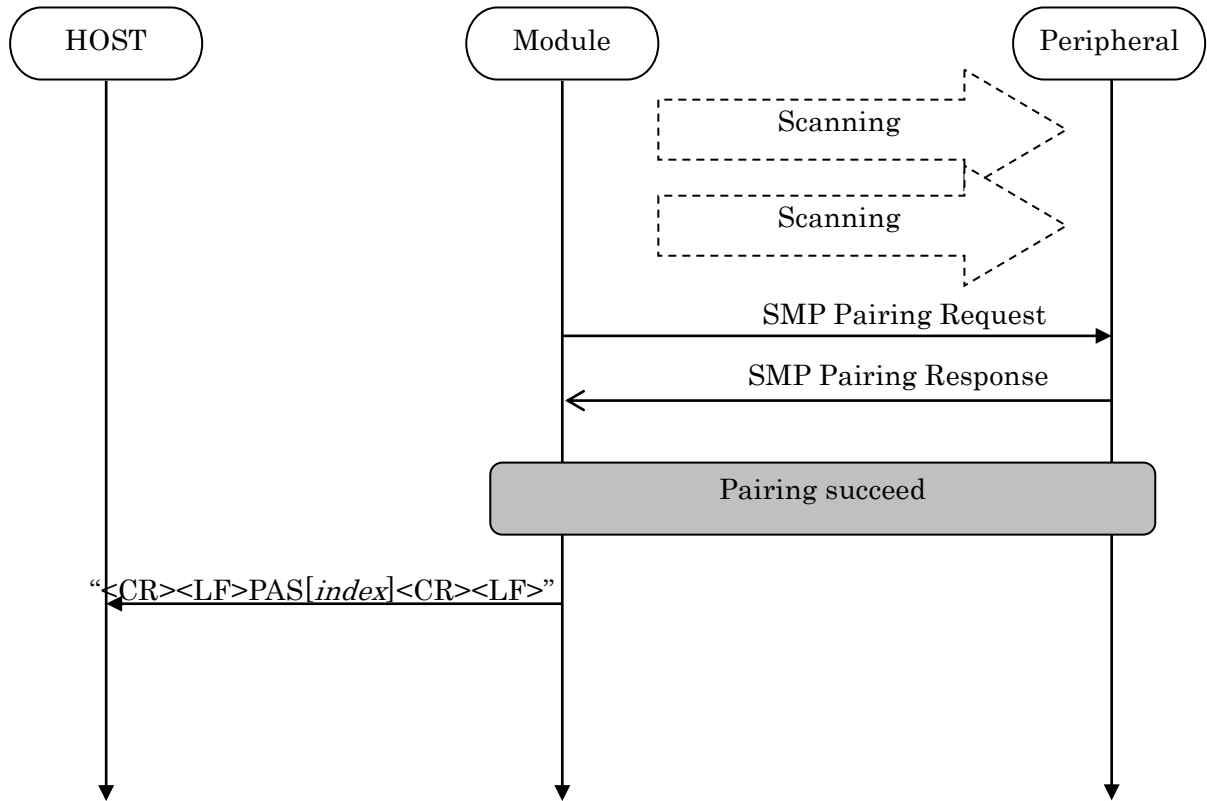 HOST
Module
Peripheral
Scanning
Scanning
SMP Pairing Request
SMP Pairing Response
Pairing succeed
“<CR><LF>PAS[index]<CR><LF>”